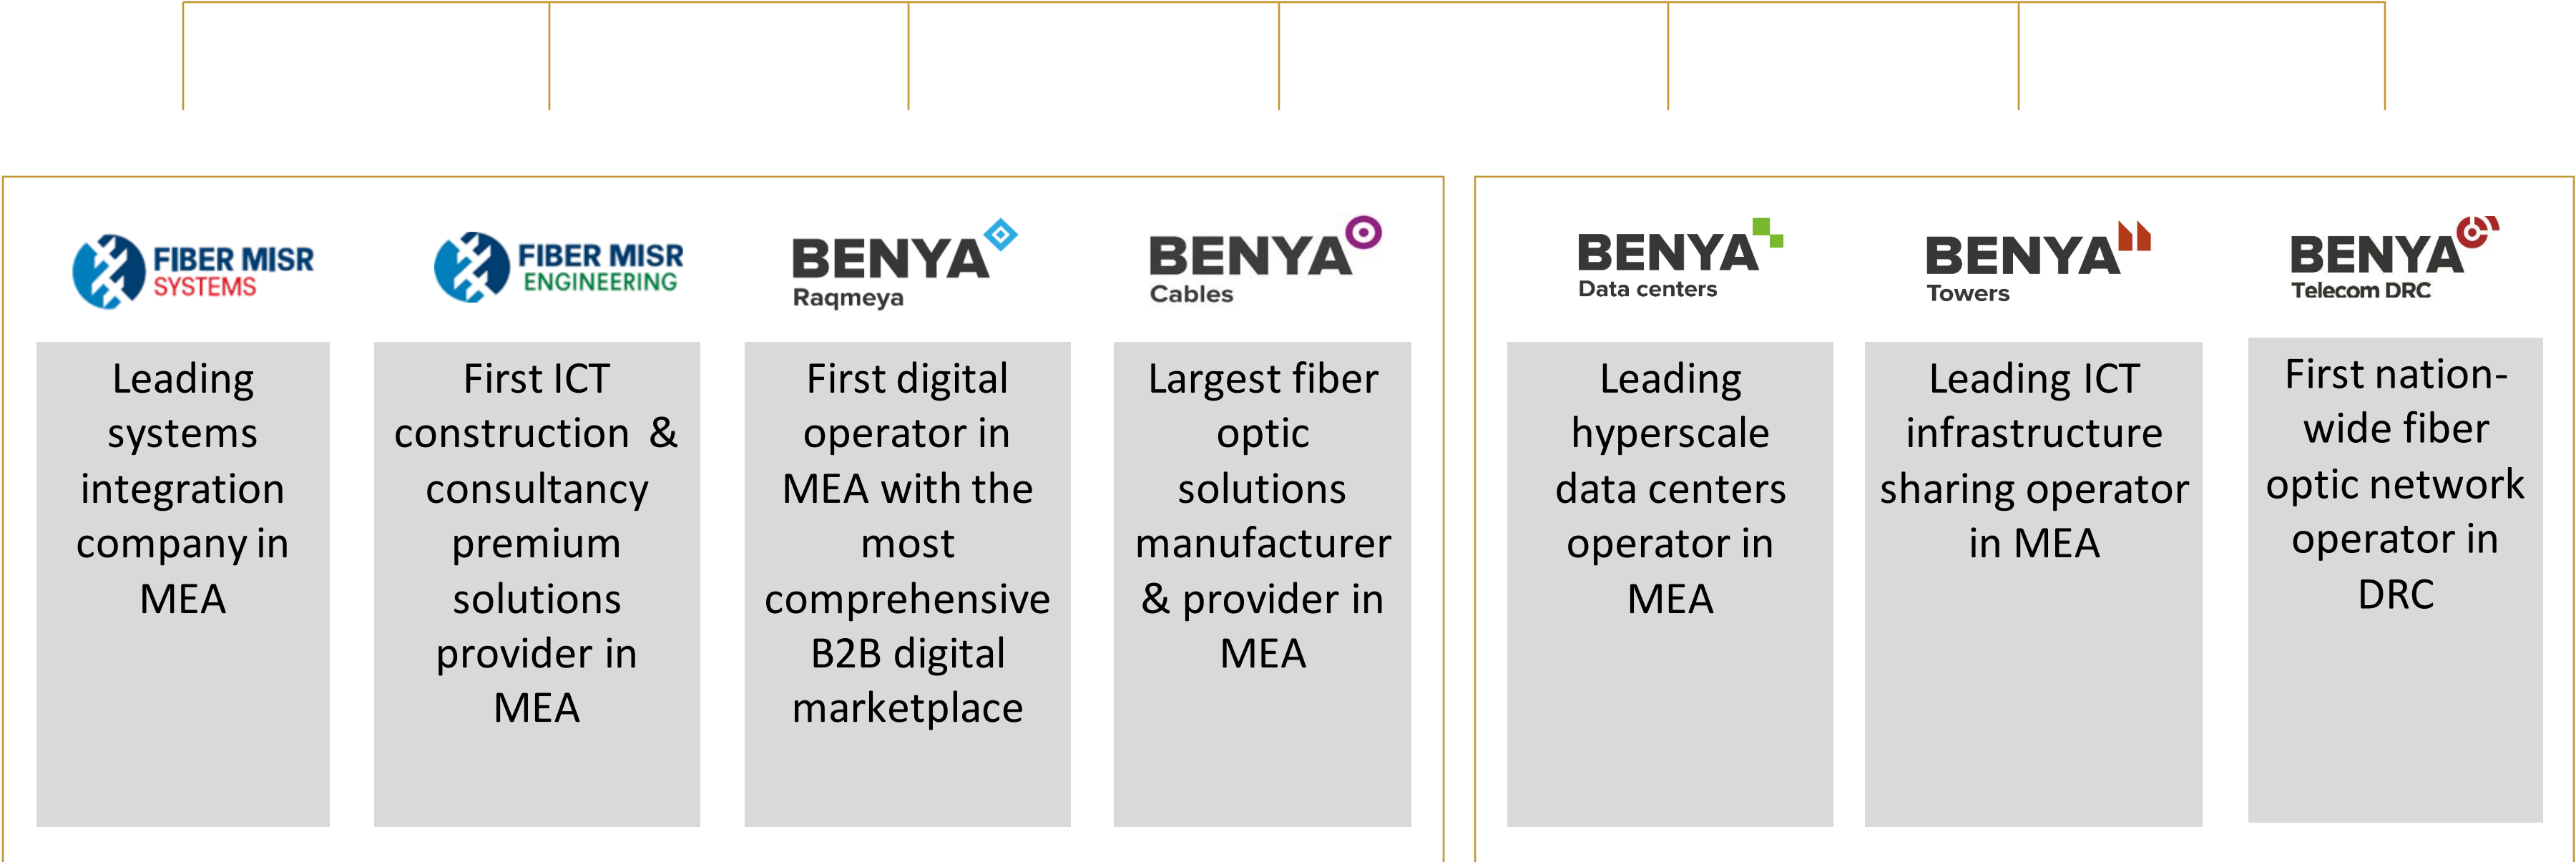 FIBER MISR
SYSTEMS
Leading
systems
integration
company in
MEA
FIBER MISR
ENGINEERING
First ICT
construction &
consultancy
premium
solutions
provider in
MEA
BENYA
Raqmeya
First digital
operator in
MEA with the
most
comprehensive
B2B digital
marketplace
BENYA
Cables
Largest fiber
optic
solutions
manufacturer
& provider in
MEA
BENYA
Data centers
Leading
hyperscale
data centers
operator in
MEA
BENYA
Towers
Leading ICT
infrastructure
sharing operator
in MEA
BENYA
Telecom DRC
First nation-
wide fiber
optic network
operator in
DRC